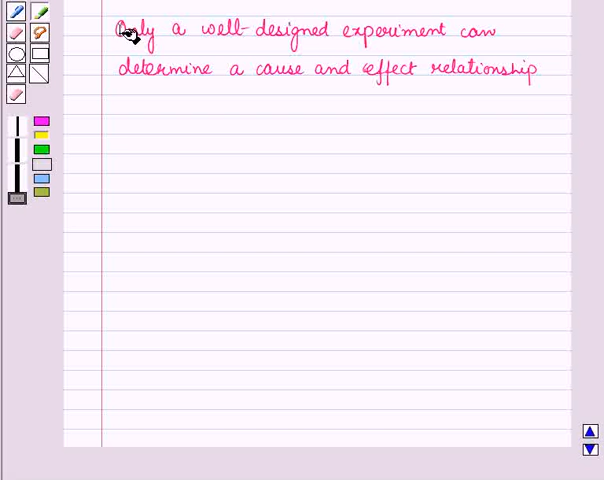 Only a well-designed experiment can
determine a cause and effect relationship